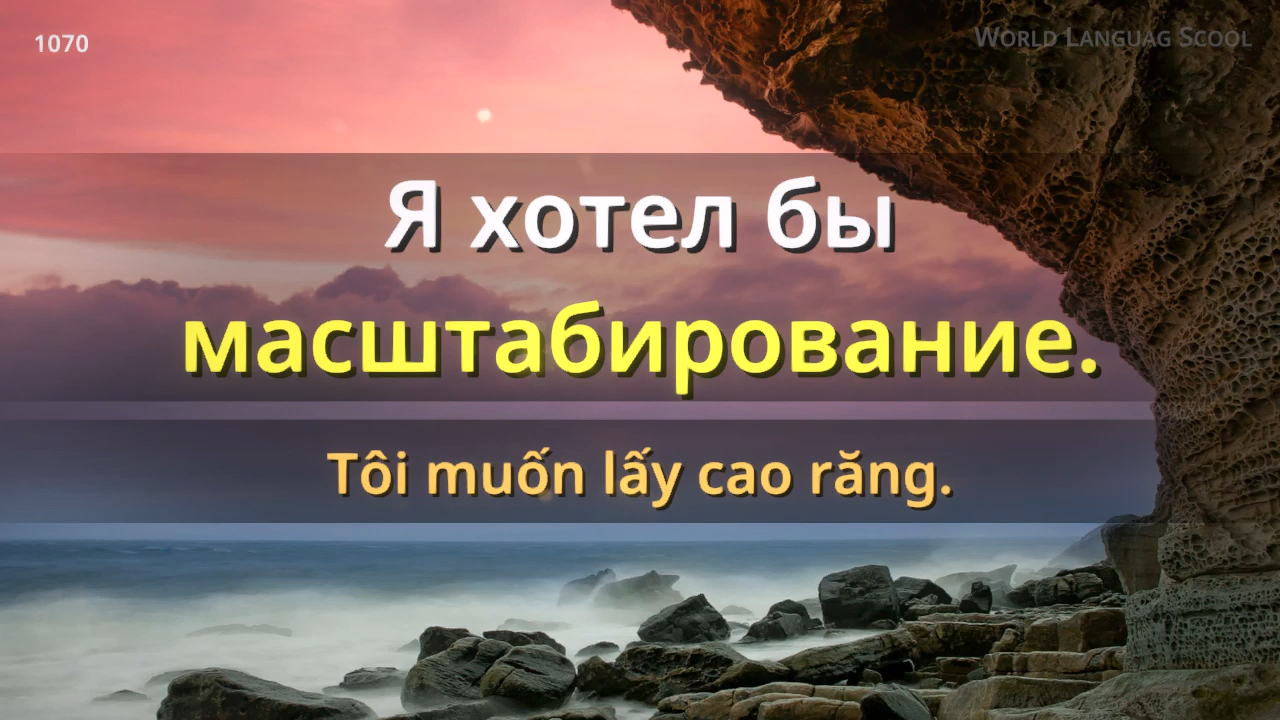 1070
World Languag Scool
Я хотел бы
масштабирование.
Tôi muốn lấy cao răng.